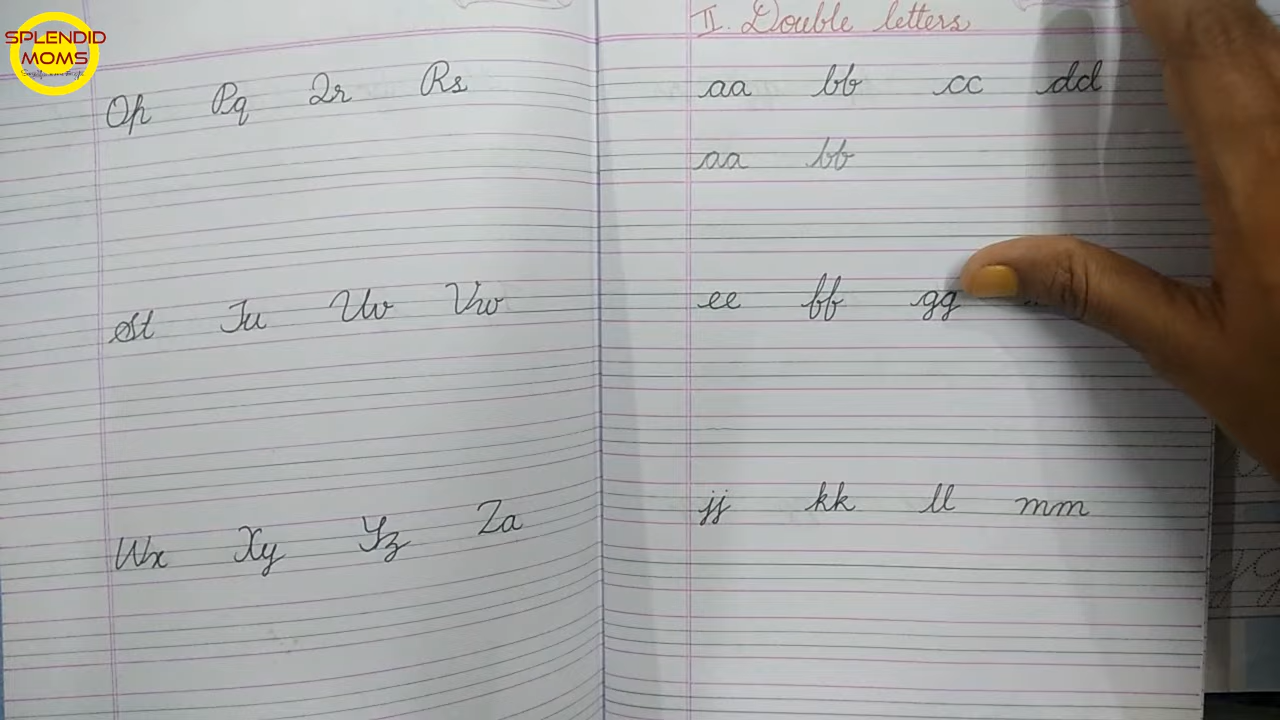 SPLENDID
MOMS
Op Pq Qr Rs
St Tu Uv Vw
Wx Xy Yz Za
II. Double letters
aa bb cc dd
aa bb
ee ff gg
jj kk ll mm